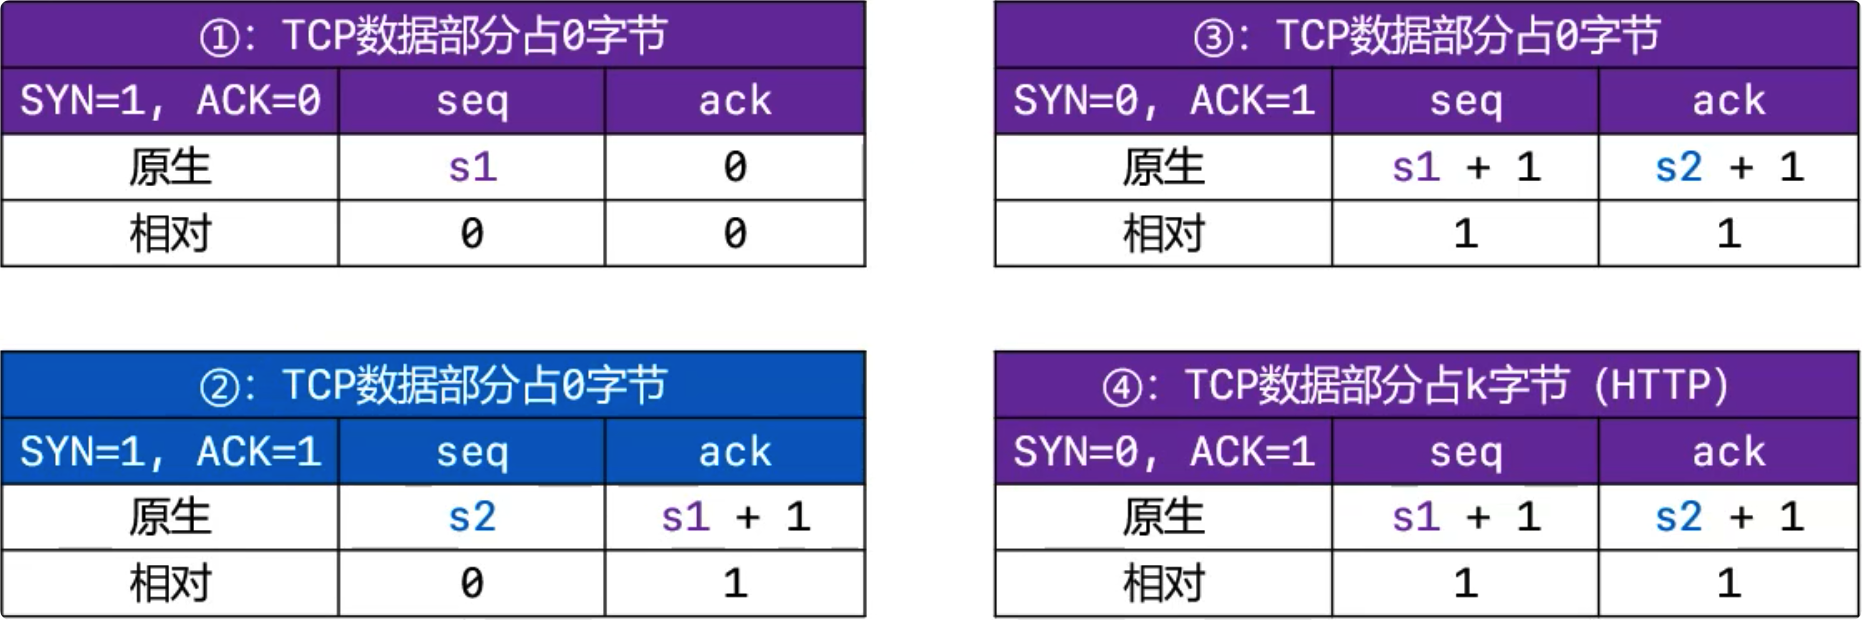 ①: TCP数据部分占0字节
SYN=1, ACK=0 seq ack
原生 s1 0
相对 0 0
②: TCP数据部分占0字节
SYN=1, ACK=1 seq ack
原生 s2 s1 + 1
相对 0 1
③: TCP数据部分占0字节
SYN=0, ACK=1 seq ack
原生 s1 + 1 s2 + 1
相对 1 1
④: TCP数据部分占k字节 (HTTP)
SYN=0, ACK=1 seq ack
原生 s1 + 1 s2 + 1
相对 1 1